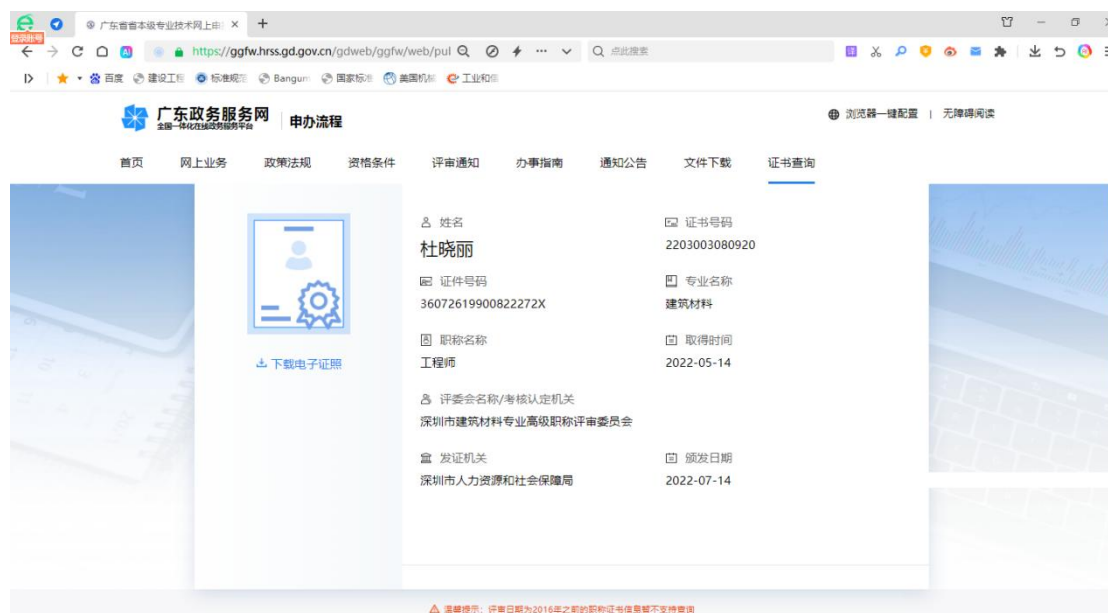 登录账号
广东省省本级专业技术网上申
https://ggfw.hrss.gd.gov.cn/gdweb/ggfw/web/pul
点此搜索
百度 建设工程 标准规范 Bangum 国家标准 美国机械 工业和信
广东政务服务网 申办流程
全国一体化在线政务服务平台
浏览器一键配置 | 无障碍阅读
首页 网上业务 政策法规 资格条件 评审通知 办事指南 通知公告 文件下载 证书查询
姓名 证书号码
杜晓丽 2203003080920
证件号码 专业名称
36072619900822272X 建筑材料
职称名称 取得时间
下载电子证照 工程师 2022-05-14
评委会名称/考核认定机关
深圳市建筑材料专业高级职称评审委员会
发证机关 颁发日期
深圳市人力资源和社会保障局 2022-07-14
温馨提示：评审日期为2016年之前的职称证书信息暂不支持查询